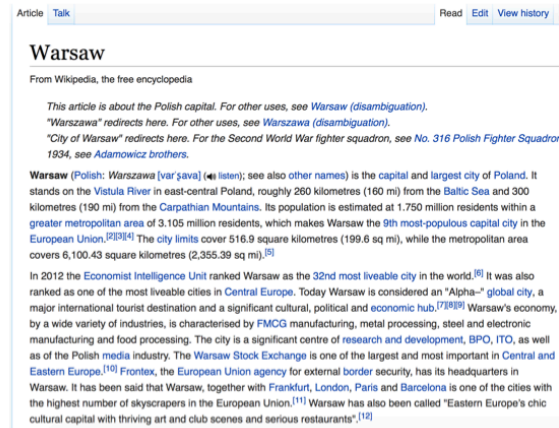 Article Talk Read Edit View history
Warsaw
From Wikipedia, the free encyclopedia
This article is about the Polish capital. For other uses, see Warsaw (disambiguation).
"Warszawa" redirects here. For other uses, see Warszawa (disambiguation).
"City of Warsaw" redirects here. For the Second World War fighter squadron, see No. 316 Polish Fighter Squadron
1934, see Adamowicz brothers.
Warsaw (Polish: Warszawa [varˈʂava] (listen); see also other names) is the capital and largest city of Poland. It
stands on the Vistula River in east-central Poland, roughly 260 kilometres (160 mi) from the Baltic Sea and 300
kilometres (190 mi) from the Carpathian Mountains. Its population is estimated at 1.750 million residents within a
greater metropolitan area of 3.105 million residents, which makes Warsaw the 9th most-populous capital city in the
European Union.[2][3][4] The city limits cover 516.9 square kilometres (199.6 sq mi), while the metropolitan area
covers 6,100.43 square kilometres (2,355.39 sq mi).[5]
In 2012 the Economist Intelligence Unit ranked Warsaw as the 32nd most liveable city in the world.[6] It was also
ranked as one of the most liveable cities in Central Europe. Today Warsaw is considered an "Alpha–" global city, a
major international tourist destination and a significant cultural, political and economic hub.[7][8][9] Warsaw's economy,
by a wide variety of industries, is characterised by FMCG manufacturing, metal processing, steel and electronic
manufacturing and food processing. The city is a significant centre of research and development, BPO, ITO, as well
as of the Polish media industry. The Warsaw Stock Exchange is one of the largest and most important in Central and
Eastern Europe.[10] Frontex, the European Union agency for external border security, has its headquarters in
Warsaw. It has been said that Warsaw, together with Frankfurt, London, Paris and Barcelona is one of the cities with
the highest number of skyscrapers in the European Union.[11] Warsaw has also been called "Eastern Europe's chic
cultural capital with thriving art and club scenes and serious restaurants".[12]